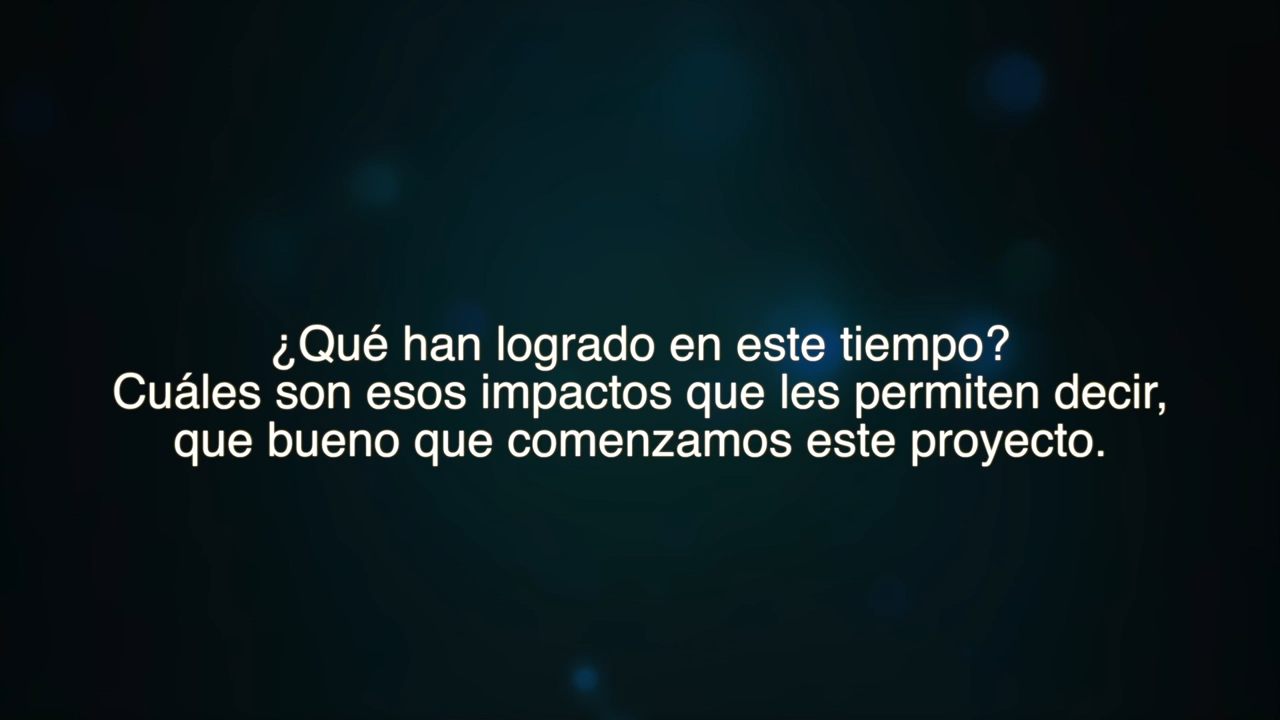 ¿Qué han logrado en este tiempo?
Cuáles son esos impactos que les permiten decir,
que bueno que comenzamos este proyecto.